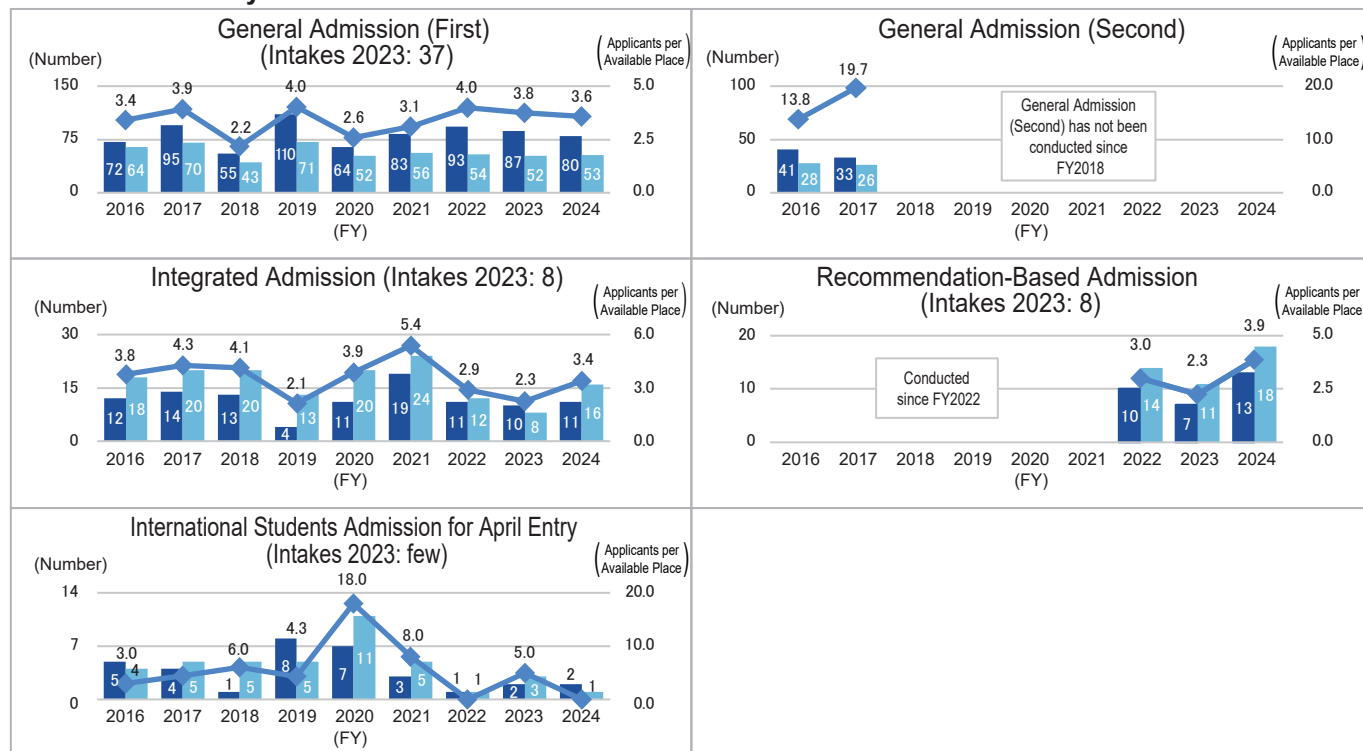 General Admission (First)
(Intakes 2023: 37)
(Number)
(Applicants per
Available Place)
150
75
0
5.0
2.5
0.0
3.4 3.9 2.2 4.0 2.6 3.1 4.0 3.8 3.6
72 64 95 70 55 43 110 71 64 52 83 56 93 54 87 52 80 53
2016 2017 2018 2019 2020 2021 2022 2023 2024
(FY)
General Admission (Second)
(Number)
(Applicants per
Available Place)
100
50
0
20.0
10.0
0.0
13.8 19.7
41 28 33 26
General Admission
(Second) has not been
conducted since
FY2018
2016 2017 2018 2019 2020 2021 2022 2023 2024
(FY)
Integrated Admission (Intakes 2023: 8)
(Number)
(Applicants per
Available Place)
30
15
0
6.0
3.0
0.0
3.8 4.3 4.1 2.1 3.9 5.4 2.9 2.3 3.4
12 18 14 20 13 20 4 13 11 20 19 24 11 12 10 8 11 16
2016 2017 2018 2019 2020 2021 2022 2023 2024
(FY)
Recommendation-Based Admission
(Intakes 2023: 8)
(Number)
(Applicants per
Available Place)
20
10
0
5.0
2.5
0.0
3.0 2.3 3.9
10 14 7 11 13 18
Conducted
since FY2022
2016 2017 2018 2019 2020 2021 2022 2023 2024
(FY)
International Students Admission for April Entry
(Intakes 2023: few)
(Number)
(Applicants per
Available Place)
14
7
0
20.0
10.0
0.0
3.0 6.0 4.3 18.0 8.0 5.0
5 4 4 5 1 5 8 5 7 11 3 5 1 1 2 3 2 1
2016 2017 2018 2019 2020 2021 2022 2023 2024
(FY)